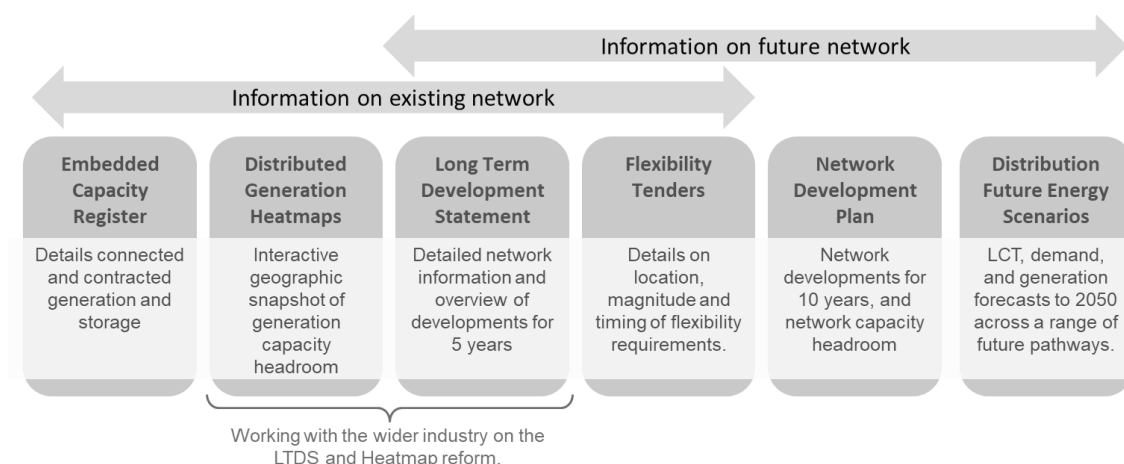 Information on future network
Information on existing network
Embedded
Capacity
Register
Details connected
and contracted
generation and
storage
Distributed
Generation
Heatmaps
Interactive
geographic
snapshot of
generation
capacity
headroom
Long Term
Development
Statement
Detailed network
information and
overview of
developments for
5 years
Flexibility
Tenders
Details on
location,
magnitude and
timing of flexibility
requirements.
Network
Development
Plan
Network
developments for
10 years, and
network capacity
headroom
Distribution
Future Energy
Scenarios
LCT, demand,
and generation
forecasts to 2050
across a range of
future pathways.
Working with the wider industry on the
LTDS and Heatmap reform.